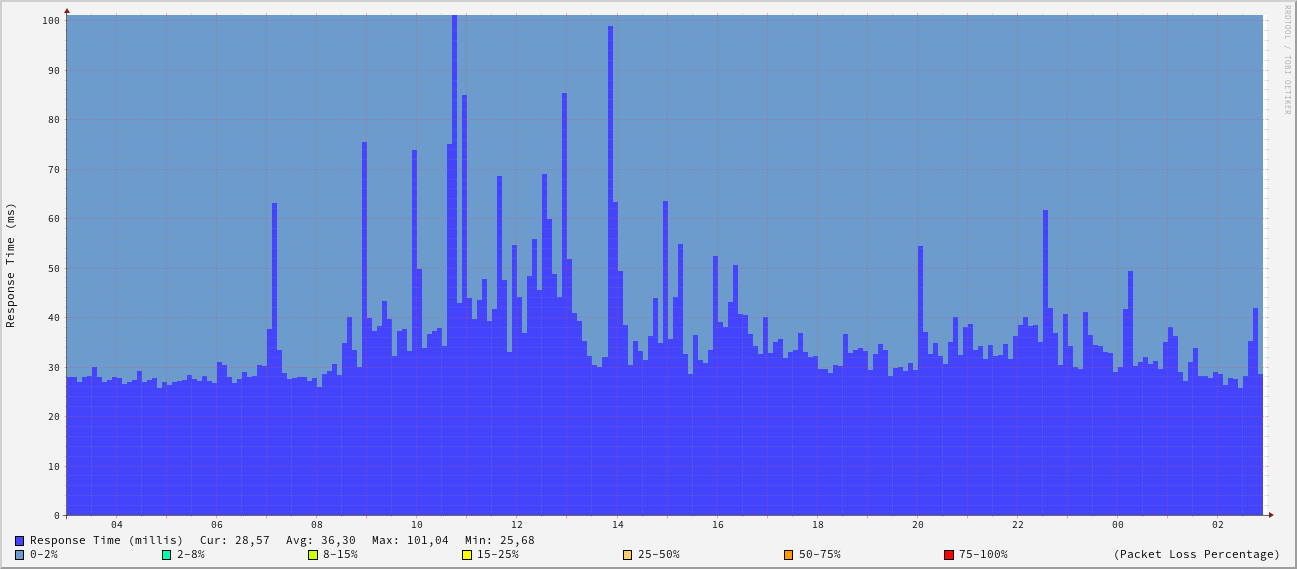 RRDTOOL / TOBI OETIKER
Response Time (ms)
100
90
80
70
60
50
40
30
20
10
0
04 06 08 10 12 14 16 18 20 22 00 02
Response Time (millis) Cur: 28,57 Avg: 36,30 Max: 101,04 Min: 25,68
0-2% 2-8% 8-15% 15-25% 25-50% 50-75% 75-100% (Packet Loss Percentage)